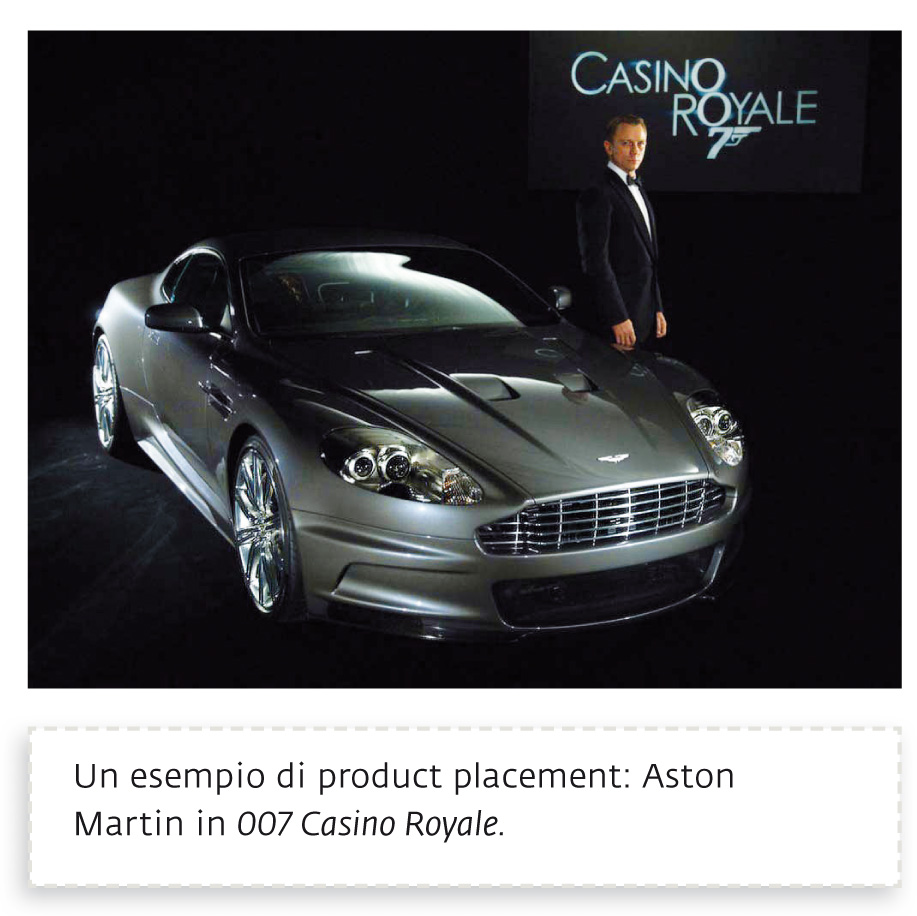 CASINO
ROYALE
007
Un esempio di product placement: Aston
Martin in 007 Casino Royale.